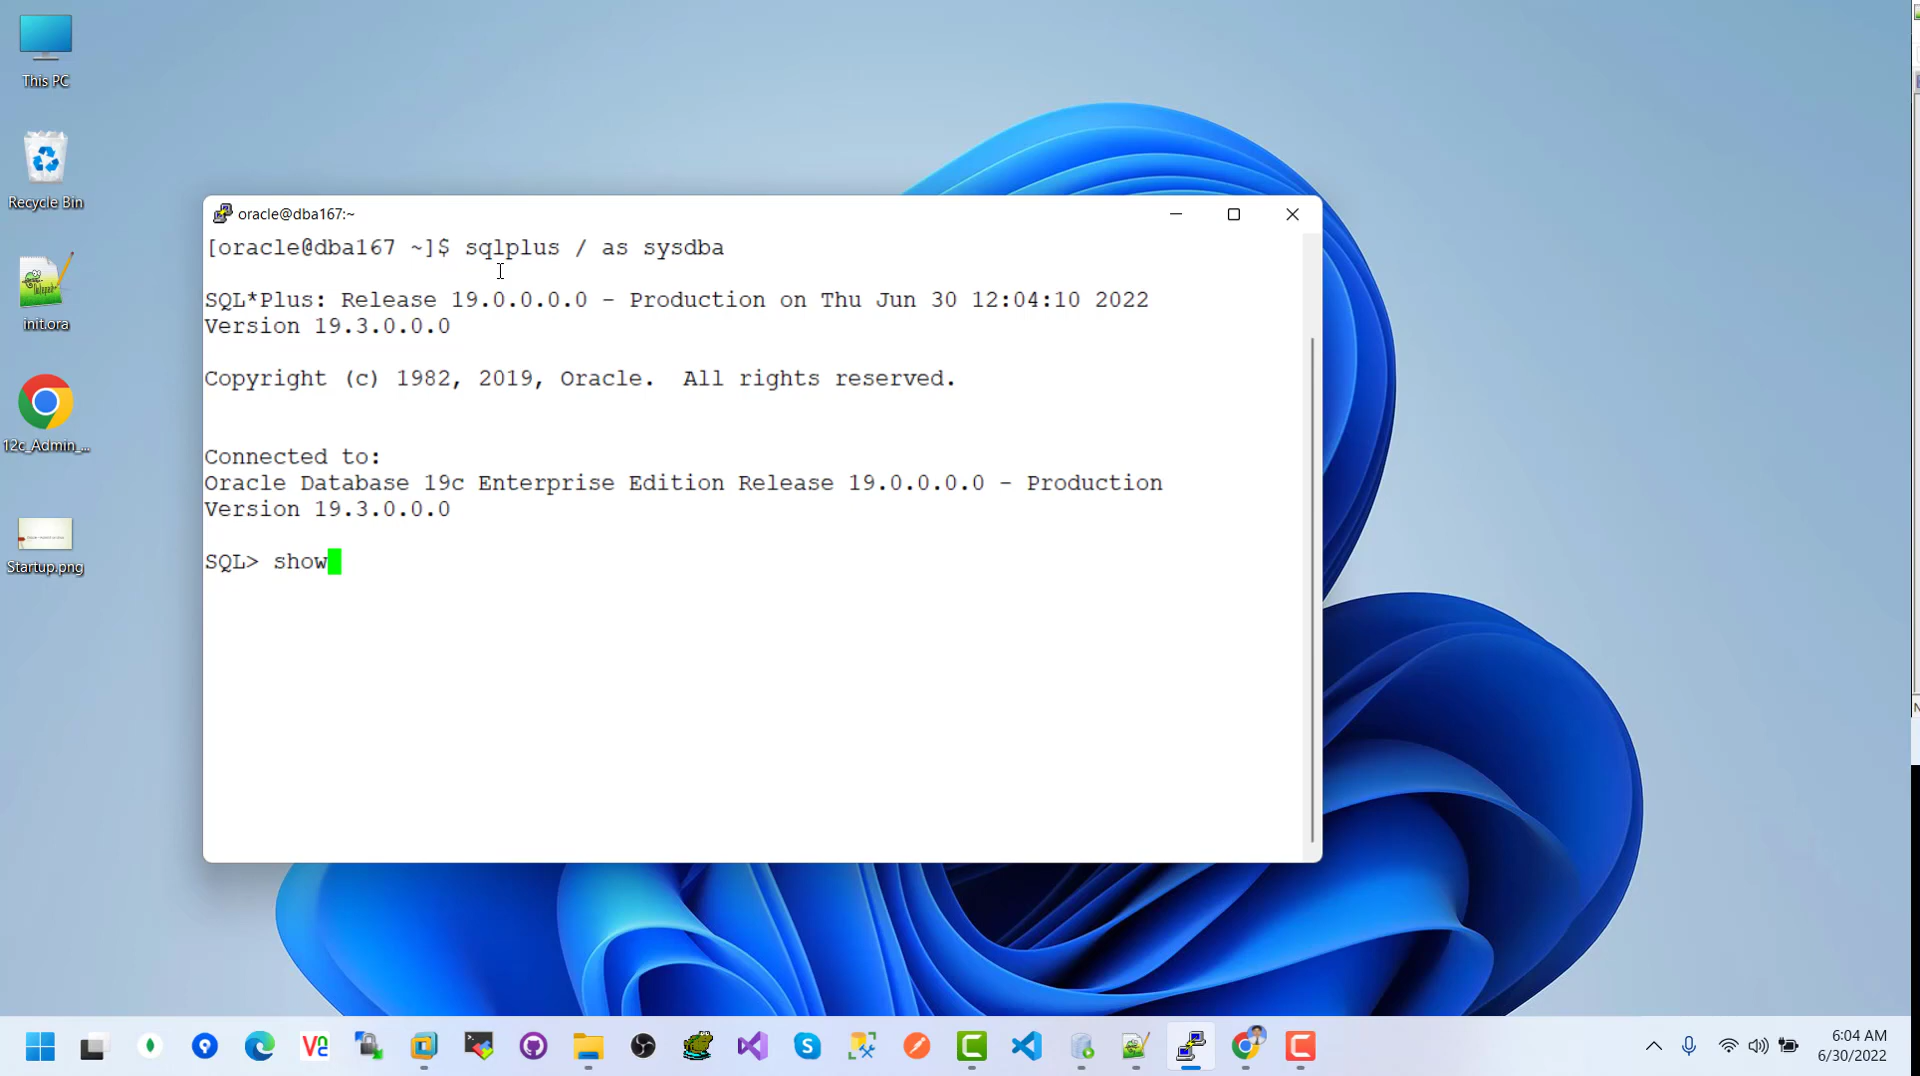 This PC
Recycle Bin
init.ora
12c_Admin_...
Startup.png
oracle@dba167:~
[oracle@dba167 ~]$ sqlplus / as sysdba
SQL*Plus: Release 19.0.0.0.0 - Production on Thu Jun 30 12:04:10 2022
Version 19.3.0.0.0
Copyright (c) 1982, 2019, Oracle.  All rights reserved.
Connected to:
Oracle Database 19c Enterprise Edition Release 19.0.0.0.0 - Production
Version 19.3.0.0.0
SQL> show
6:04 AM
6/30/2022